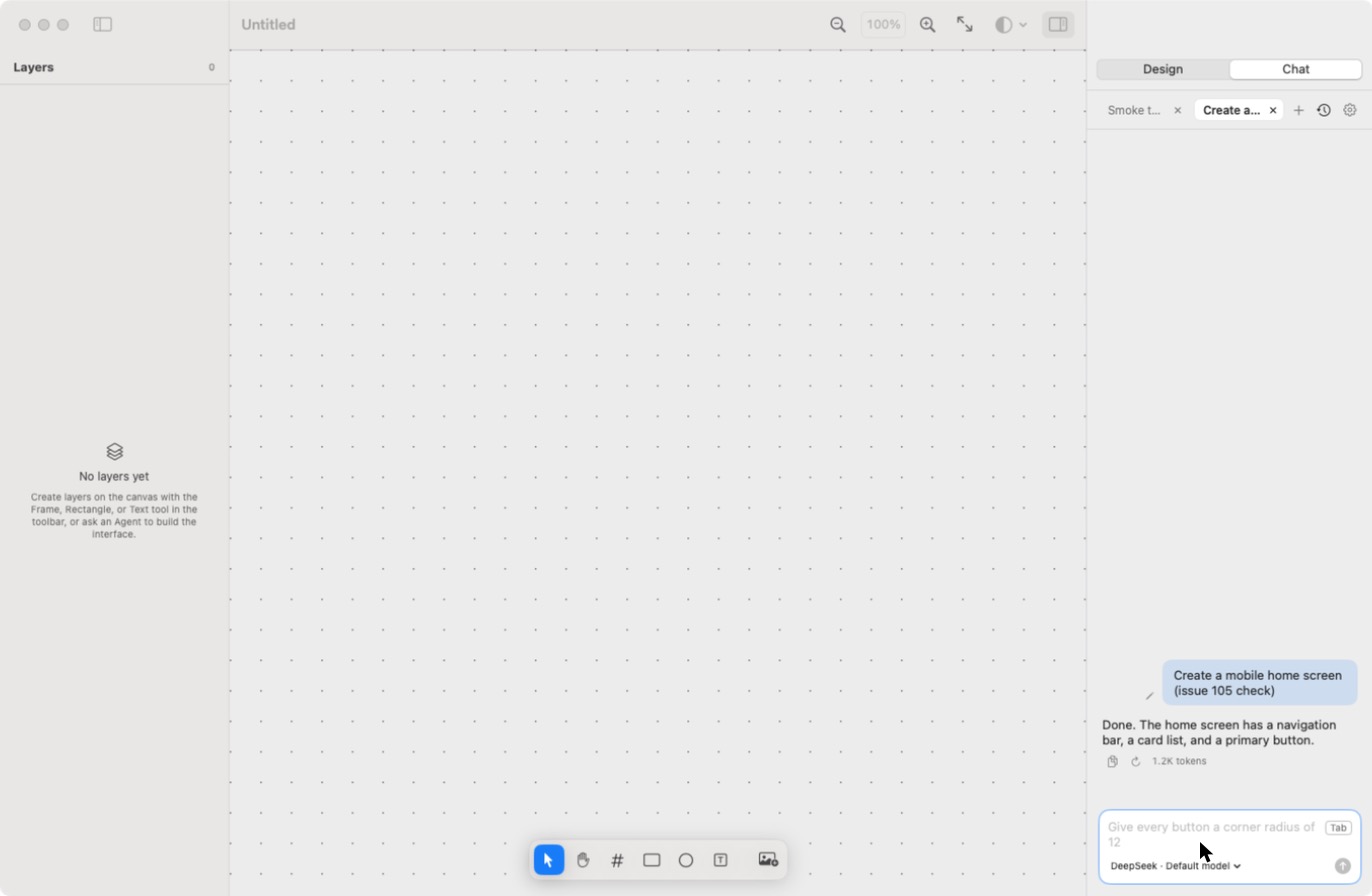 Untitled
100%
Design
Chat
Layers
0
Smoke t...
Create a...
No layers yet
Create layers on the canvas with the
Frame, Rectangle, or Text tool in the
toolbar, or ask an Agent to build the
interface.
Create a mobile home screen
(issue 105 check)
Done. The home screen has a navigation
bar, a card list, and a primary button.
1.2K tokens
Give every button a corner radius of
12
Tab
DeepSeek · Default model
T